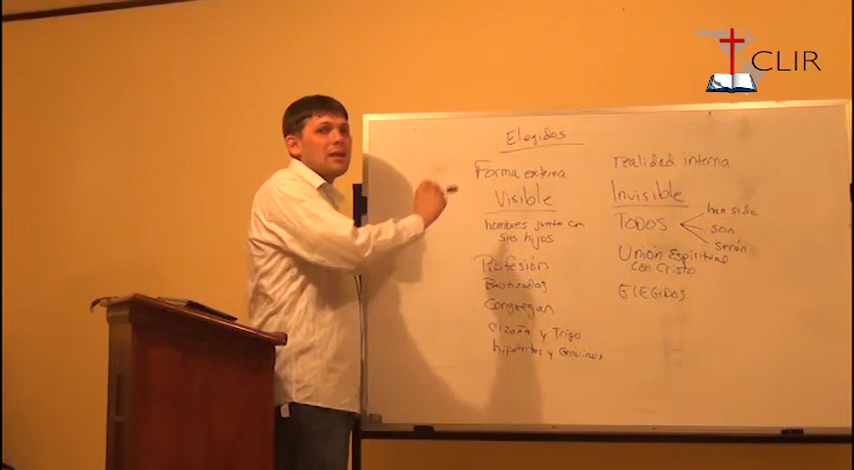 CLIR
Elegidos
Forma externa
Visible
hombres junto con
sus hijos
Profesión
Bautizados
Congregan
Cizaña y Trigo
hipócritas y Genuinos
realidad interna
Invisible
TODOS
han sido
son
serán
Unión Espiritual
con Cristo
ELEGIDOS